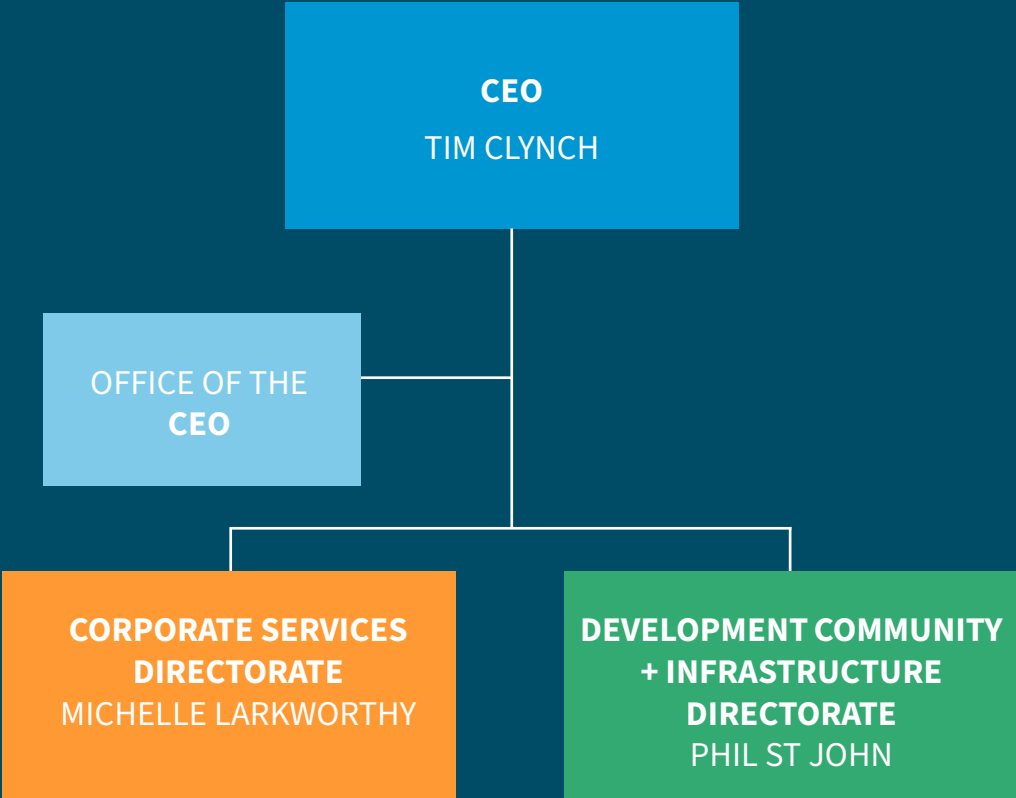 CEO
TIM CLYNCH
OFFICE OF THE
CEO
CORPORATE SERVICES
DIRECTORATE
MICHELLE LARKWORTHY
DEVELOPMENT COMMUNITY
+ INFRASTRUCTURE
DIRECTORATE
PHIL ST JOHN